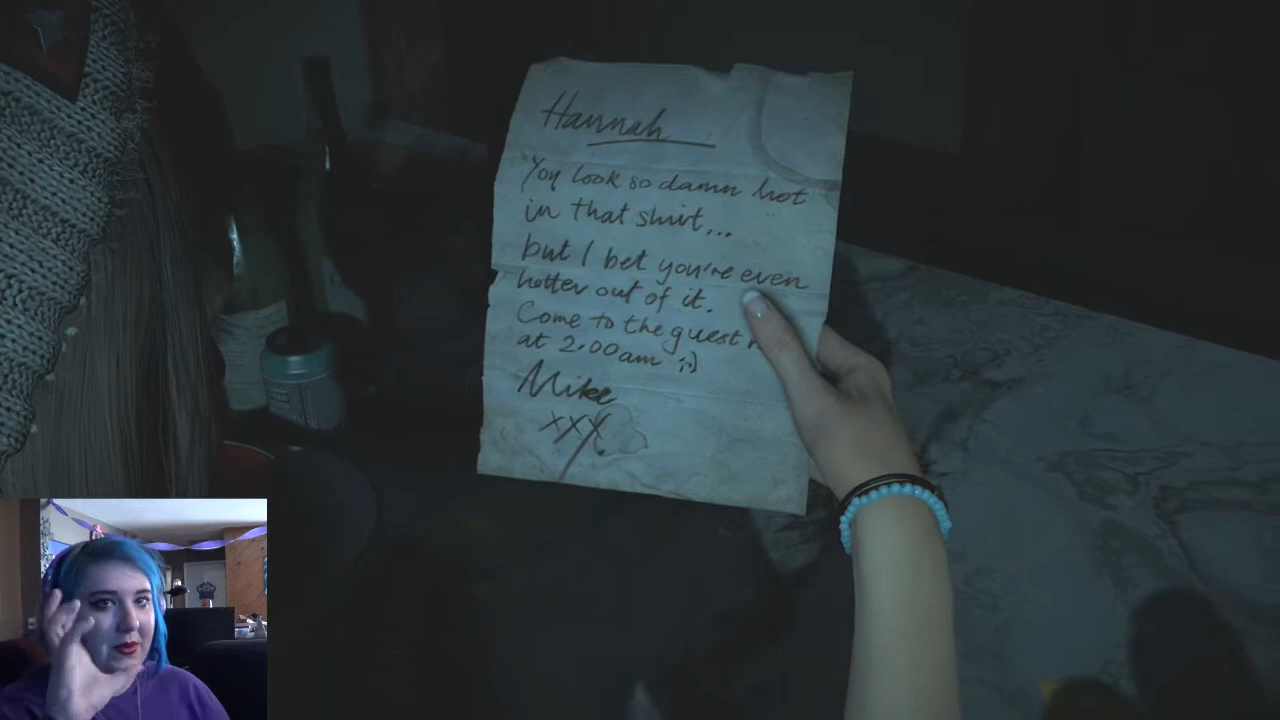 Hannah
You look so damn hot
in that shirt...
but I bet you're even
hotter out of it.
Come to the guest
at 2.00am ;)
Mike
xxx